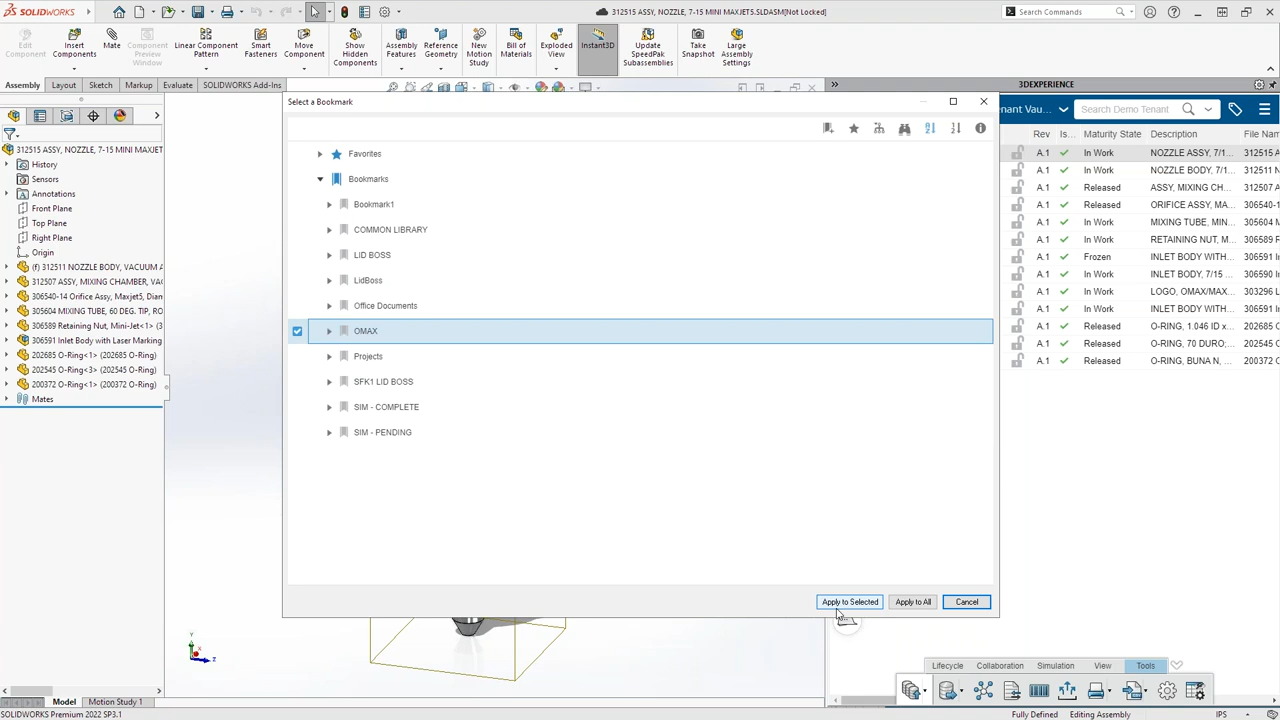 SOLIDWORKS
312515 ASSY, NOZZLE, 7-15 MINI MAXJET5.SLDASM[Not Locked]
Search Commands
Edit Component
Insert Components
Mate
Component Preview Window
Linear Component Pattern
Smart Fasteners
Move Component
Show Hidden Components
Assembly Features
Reference Geometry
New Motion Study
Bill of Materials
Exploded View
Instant3D
Update SpeedPak Subassemblies
Take Snapshot
Large Assembly Settings
Assembly Layout Sketch Markup Evaluate SOLIDWORKS Add-Ins
3DEXPERIENCE
Select a Bookmark
312515 ASSY, NOZZLE, 7-15 MINI MAXJET
History
Sensors
Annotations
Front Plane
Top Plane
Right Plane
Origin
(f) 312511 NOZZLE BODY, VACUUM A
312507 ASSY, MIXING CHAMBER, VAC
306540-14 Orifice Assy, Maxjet5, Diam
305604 MIXING TUBE, 60 DEG. TIP, RO
306589 Retaining Nut, Mini-Jet<1> (3
306591 Inlet Body with Laser Marking
202685 O-Ring<1> (202685 O-Ring)
202545 O-Ring<3> (202545 O-Ring)
200372 O-Ring<1> (200372 O-Ring)
Mates
Favorites
Bookmarks
Bookmark1
COMMON LIBRARY
LID BOSS
LidBoss
Office Documents
OMAX
Projects
SFK1 LID BOSS
SIM - COMPLETE
SIM - PENDING
Apply to Selected Apply to All Cancel
enant Vau... Search Demo Tenant
Rev Is... Maturity State Description File Nam
A.1 In Work NOZZLE ASSY, 7/1... 312515 A
A.1 In Work NOZZLE BODY, 7/1... 312511 N
A.1 Released ASSY, MIXING CH... 312507 A
A.1 Released ORIFICE ASSY, MA... 306540-1
A.1 In Work MIXING TUBE, MIN... 305604 M
A.1 In Work RETAINING NUT, M... 306589 R
A.1 Frozen INLET BODY WITH... 306591 In
A.1 In Work INLET BODY, 7/15 ... 306590 In
A.1 In Work LOGO, OMAX/MAX... 303296 L
A.1 In Work INLET BODY WITH... 306591 In
A.1 Released O-RING, 1.046 ID x... 202685 O
A.1 Released O-RING, 70 DURO;... 202545 O
A.1 Released O-RING, BUNA N, ... 200372 O
Y
X
Z
Lifecycle Collaboration Simulation View Tools
Model Motion Study 1
SOLIDWORKS Premium 2022 SP3.1
Fully Defined Editing Assembly IPS